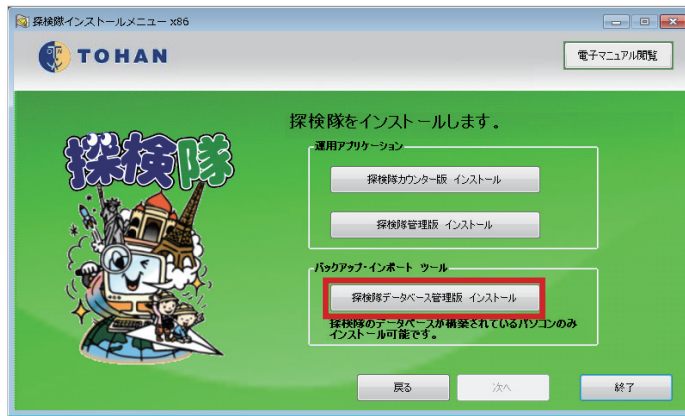 探検隊インストールメニュー x86
TOHAN
電子マニュアル閲覧
探検隊をインストールします。
探検隊
運用アプリケーション
探検隊カウンター版 インストール
探検隊管理版 インストール
バックアップ・インポート ツール
探検隊データベース管理版 インストール
探検隊のデータベースが構築されているパソコンのみ
インストール可能です。
戻る
次へ
終了